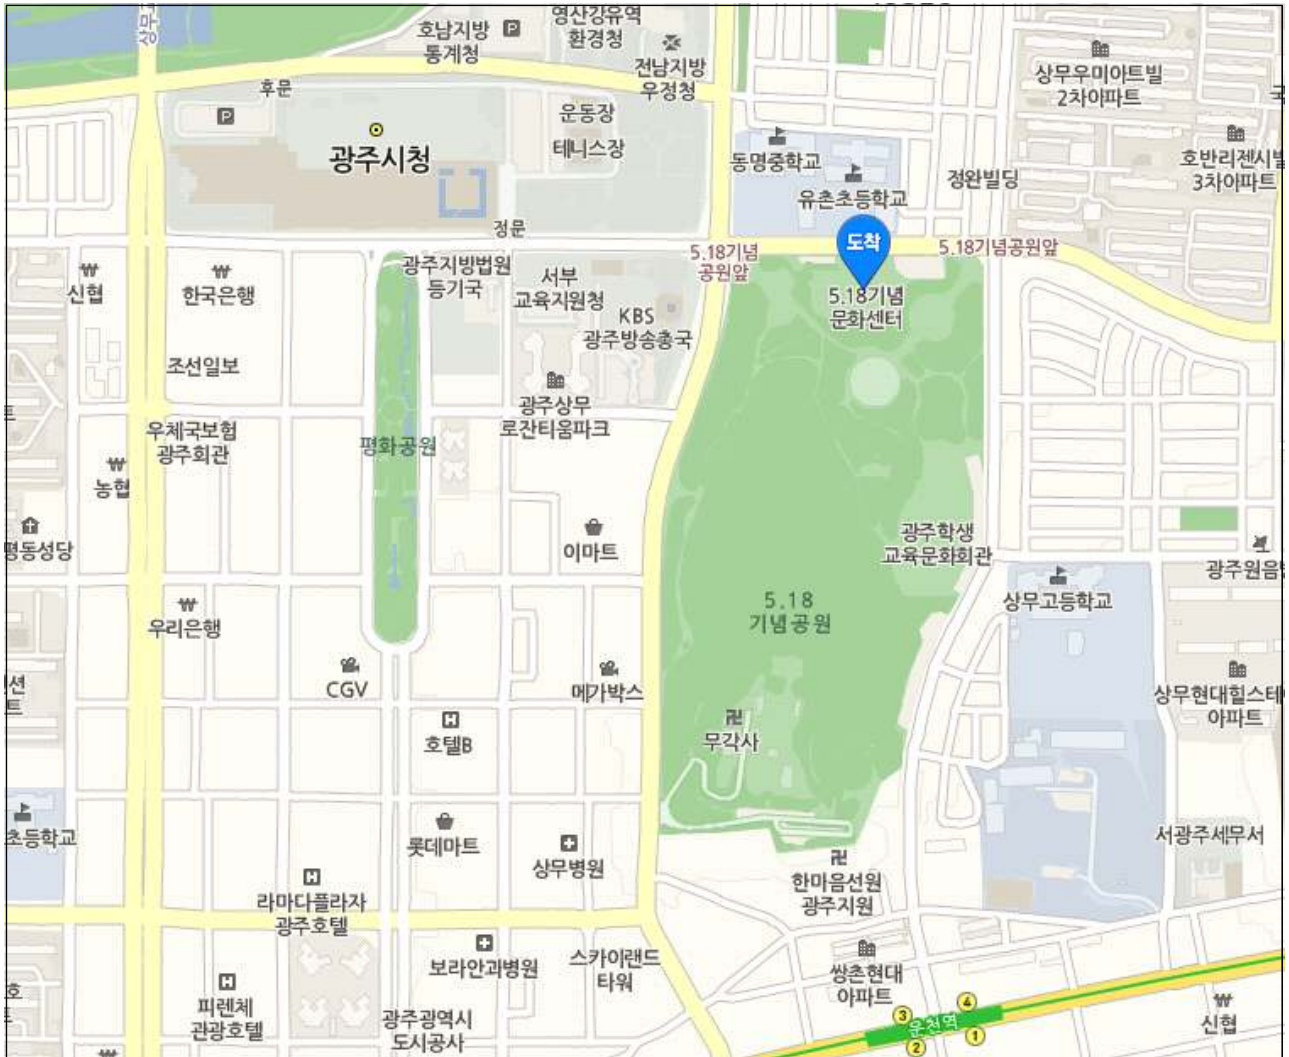 호남지방
통계청
P
영산강유역
환경청
전남지방
우정청
상무우미아트빌
2차아파트
후문
P
운동장
광주시청
테니스장
동명중학교
유촌초등학교
정완빌딩
호반리젠시빌
3차아파트
정문
5.18기념
공원앞
도착
5.18기념공원앞
신협
한국은행
광주지방법원
등기국
서부
교육지원청
KBS
광주방송총국
5.18기념
문화센터
조선일보
광주상무
로잔티움파크
우체국보험
광주회관
평화공원
농협
평동성당
이마트
광주학생
교육문화회관
광주원음방
5.18
기념공원
상무고등학교
우리은행
CGV
메가박스
션
트
상무현대힐스테이
아파트
H
호텔B
卍
무각사
초등학교
롯데마트
상무병원
서광주세무서
卍
한마음선원
광주지원
H
라마다플라자
광주호텔
보라안과병원
스카이랜드
타워
쌍촌현대
아파트
H
피렌체
관광호텔
광주광역시
도시공사
3
4
운천역
2
1
신협